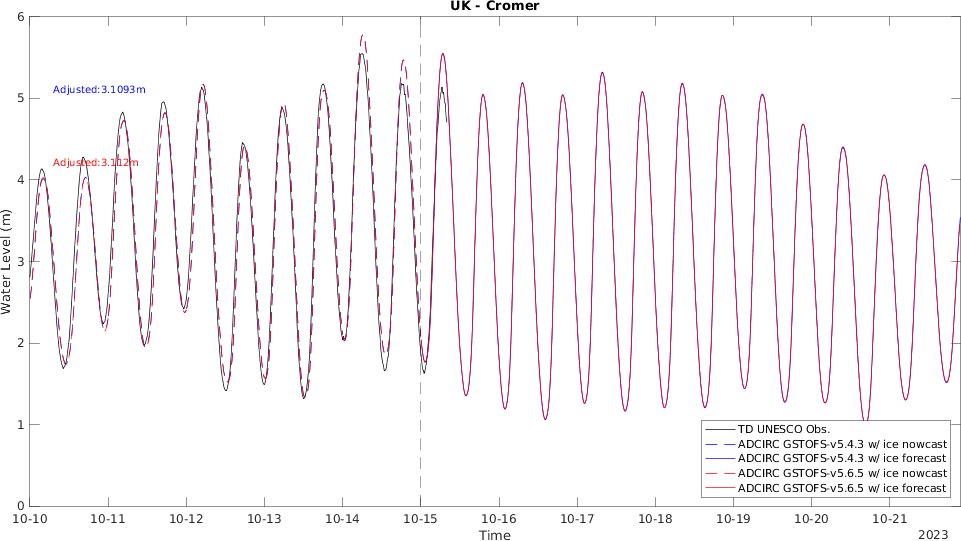 UK - Cromer
6
5
4
3
2
1
0
Water Level (m)
Adjusted:3.1093m
Adjusted:3.112m
TD UNESCO Obs.
ADCIRC GSTOFS-v5.4.3 w/ ice nowcast
ADCIRC GSTOFS-v5.4.3 w/ ice forecast
ADCIRC GSTOFS-v5.6.5 w/ ice nowcast
ADCIRC GSTOFS-v5.6.5 w/ ice forecast
10-10 10-11 10-12 10-13 10-14 10-15 10-16 10-17 10-18 10-19 10-20 10-21
Time
2023